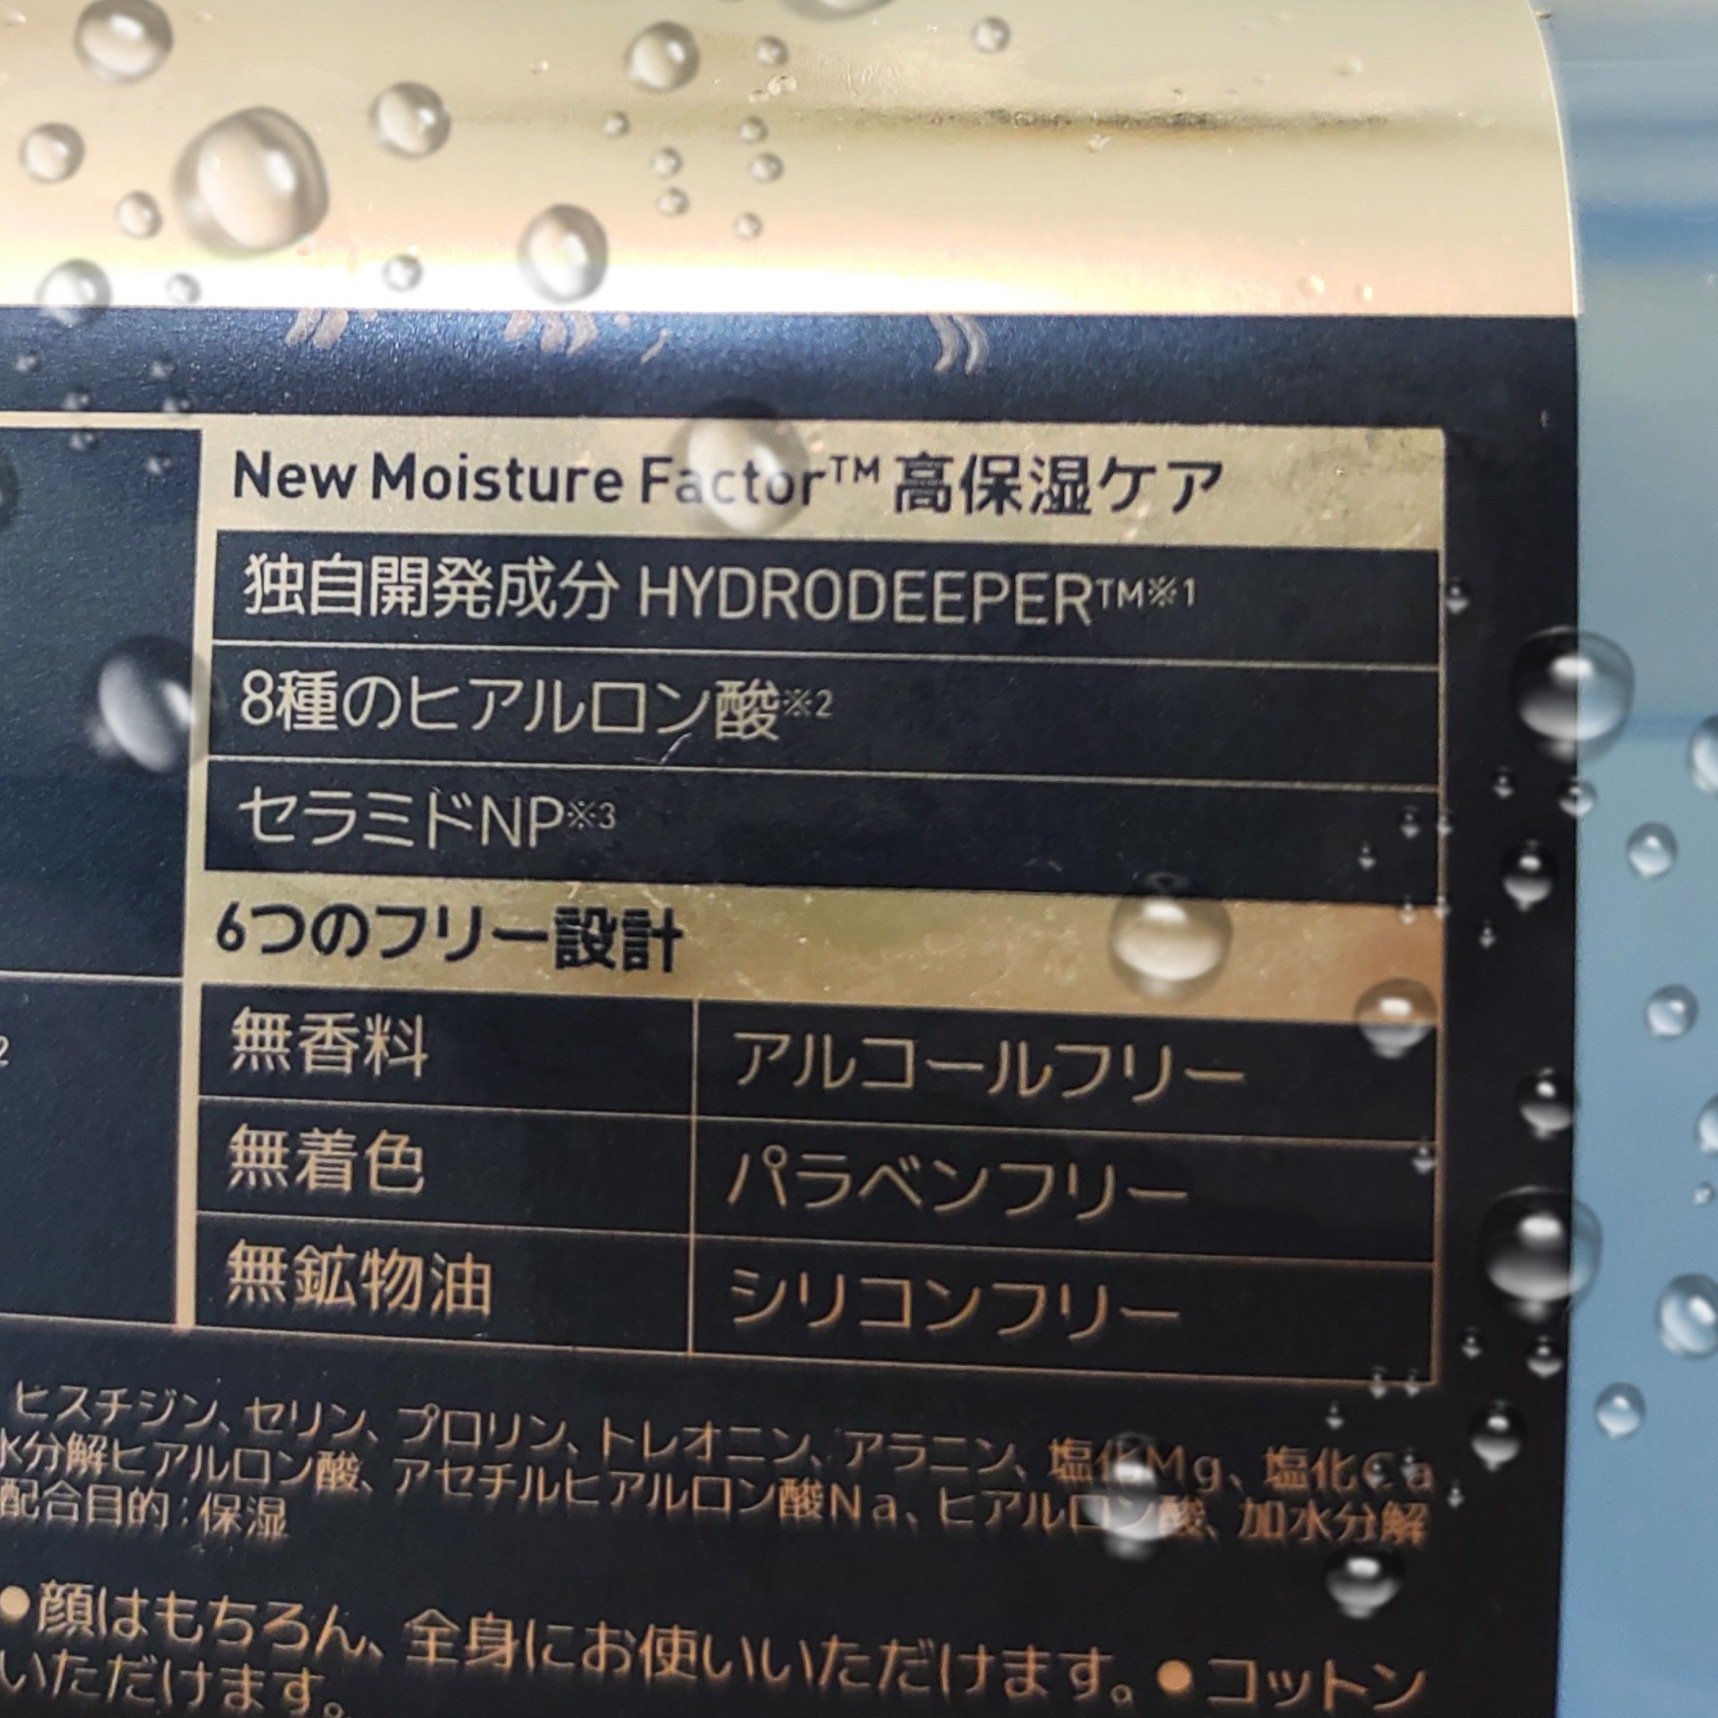 New Moisture Factor™ 高保湿ケア
独自開発成分 HYDRODEEPER™※1
8種のヒアルロン酸※2
セラミドNP※3
6つのフリー設計
無香料 アルコールフリー
無着色 パラベンフリー
2
無鉱物油 シリコンフリー
ヒスチジン、セリン、プロリン、トレオニン、アラニン、塩化Mg、塩化Ca
水分解ヒアルロン酸、アセチルヒアルロン酸Na、ヒアルロン酸、加水分解
配合目的:保湿
●顔はもちろん、全身にお使いいただけます。●コットン
いただけます。